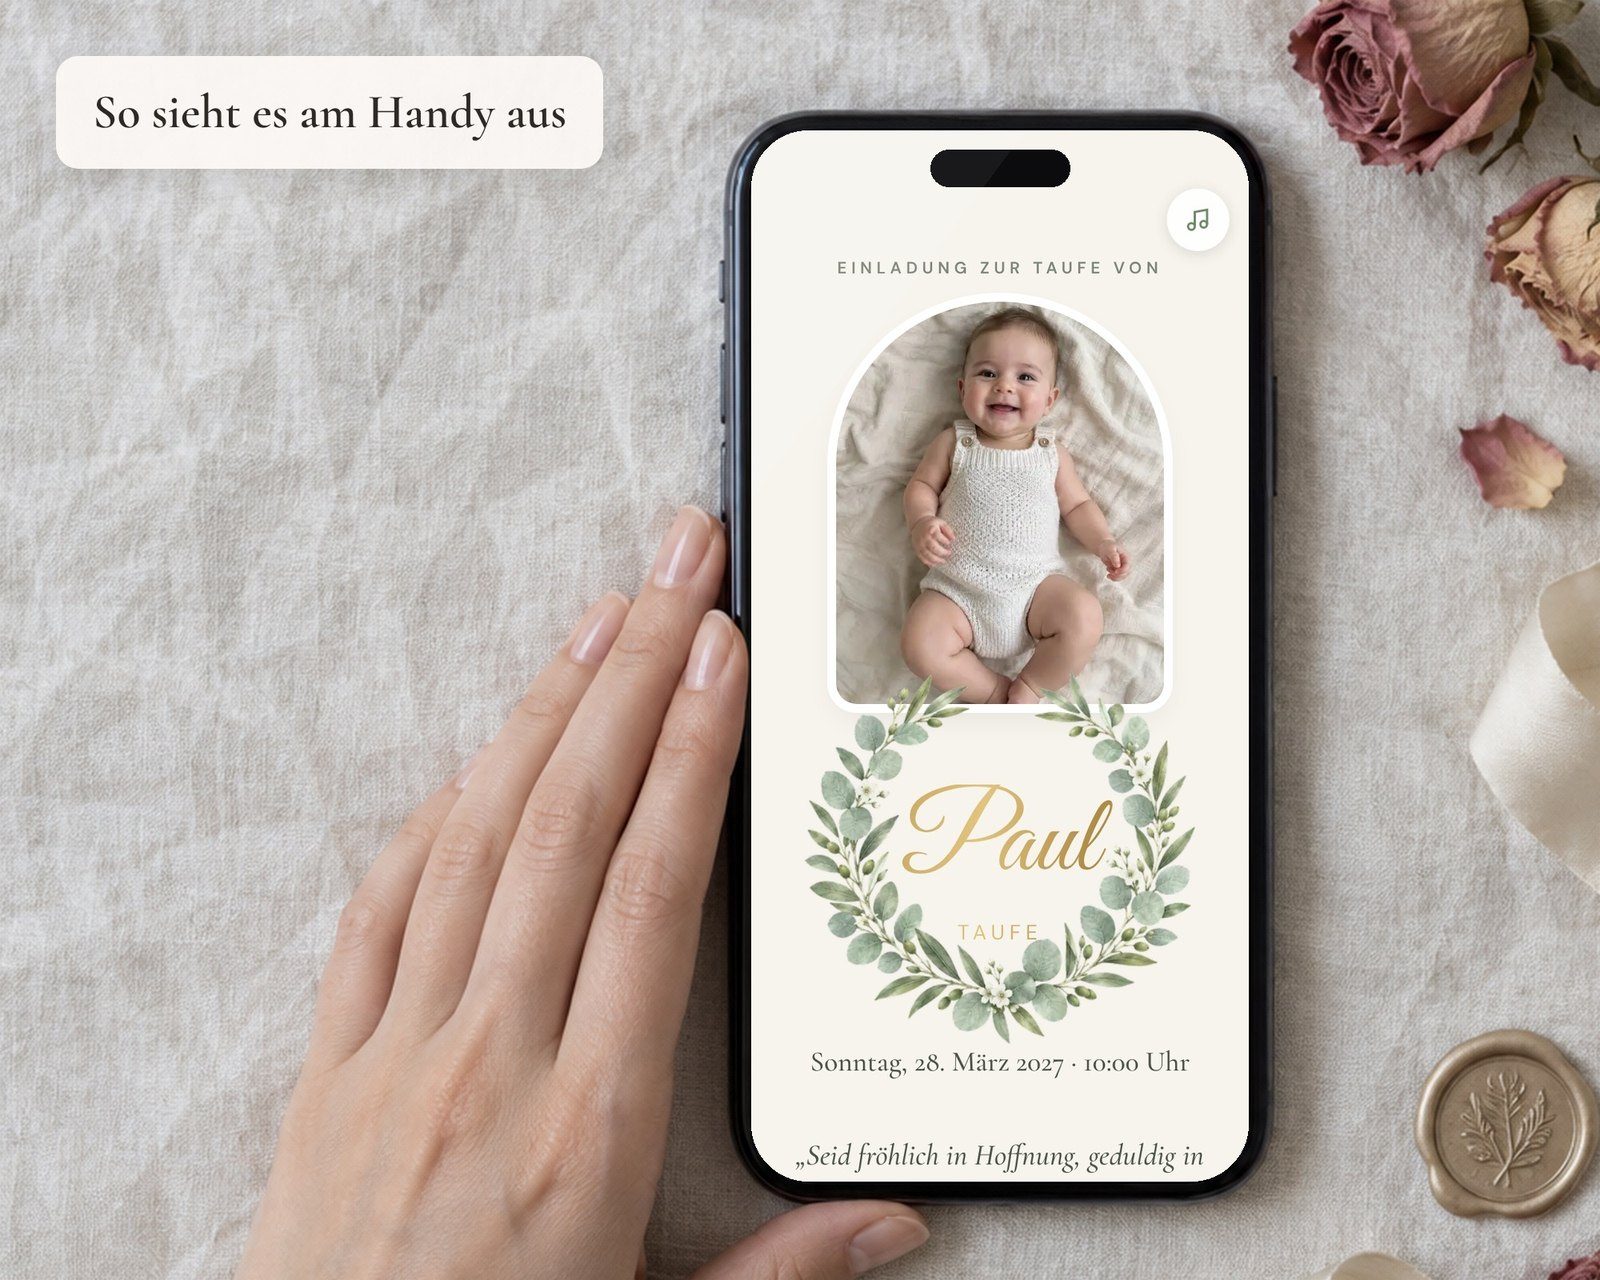 So sieht es am Handy aus
EINLADUNG ZUR TAUFE VON
Paul
TAUFE
Sonntag, 28. März 2027 · 10:00 Uhr
„Seid fröhlich in Hoffnung, geduldig in